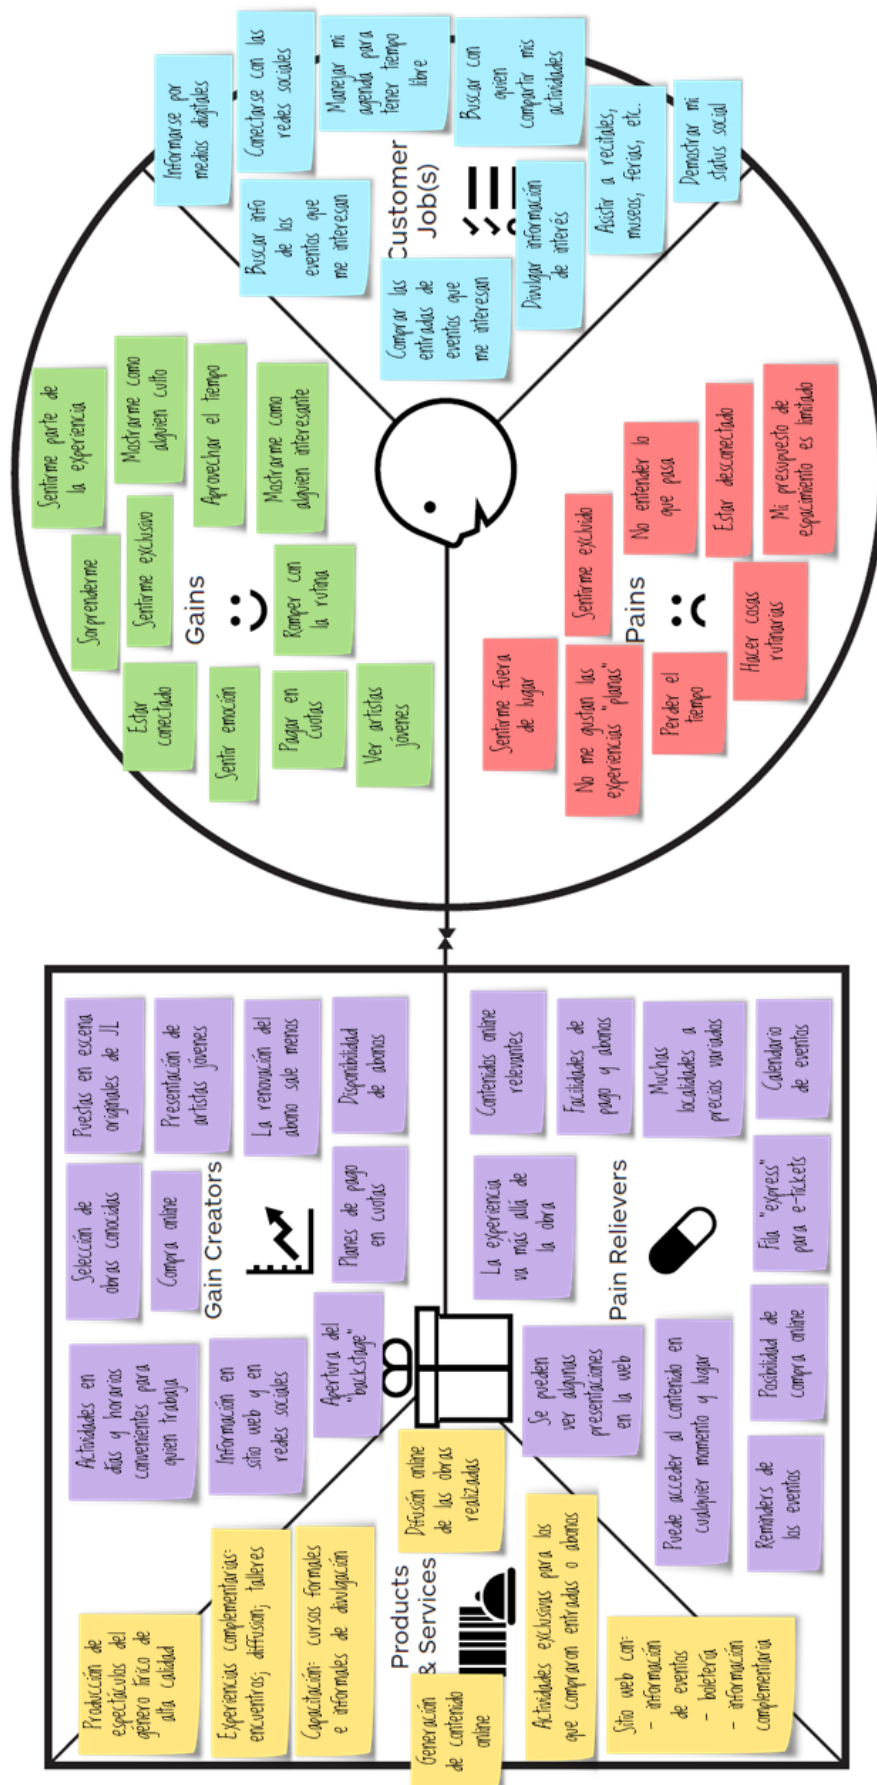 Producción de
espectáculos del
género lírico de
alta calidad
Experiencias complementarias:
encuentros; diffusion; talleres
Capacitación: cursos formales
e informales de divulgación
Products
& Services
Generación
de contenido
online
Difusión online
de las obras
realizadas
Actividades exclusivas para los
que compraron entradas o abonos
Sitio web con:
- información
de eventos
- boletería
- información
complementaria
Actividades en
días y horarios
convenientes para
quien trabaja
Selección de
obras conocidas
Puestas en escena
originales de JL
Compra online
Presentación de
artistas jóvenes
Gain Creators
Información en
sitio web y en
redes sociales
La renovación del
abono sale menos
Apertura del
"backstage"
Planes de pago
en cuotas
Disponibilidad
de abonos
La experiencia
va más allá de
la obra
Contenidos online
relevantes
Se pueden
ver algunas
presentaciones
en la web
Facilidades de
pago y abonos
Pain Relievers
Muchas
localidades a
precios variados
Puede acceder al contenido en
cualquier momento y lugar
Reminders de
los eventos
Posibilidad de
compra online
Fila "express"
para e-tickets
Calendario
de eventos
Sentirme parte de
la experiencia
Sorprenderme
Mostrarme como
alguien culto
Estar
conectado
Sentirme exclusivo
Aprovechar el tiempo
Gains
Sentir emoción
Mostrarme como
alguien interesante
Pagar en
cuotas
Romper con
la rutina
Ver artistas
jóvenes
Informarse por
medios digitales
Conectarse con las
redes sociales
Buscar info
de los
eventos que
me interesan
Manejar mi
agenda para
tener tiempo
libre
Customer
Job(s)
Comprar las
entradas de
eventos que
me interesan
Buscar con
quien
compartir mis
actividades
Divulgar información
de interés
Asistir a recitales,
museos, ferias, etc.
Demostrar mi
status social
Sentirme fuera
de lugar
Sentirme excluido
No me gustan las
experiencias "planas"
No entender lo
que pasa
Pains
Perder el
tiempo
Estar desconectado
Hacer cosas
rutinarias
Mi presupuesto de
espacimiento es limitado